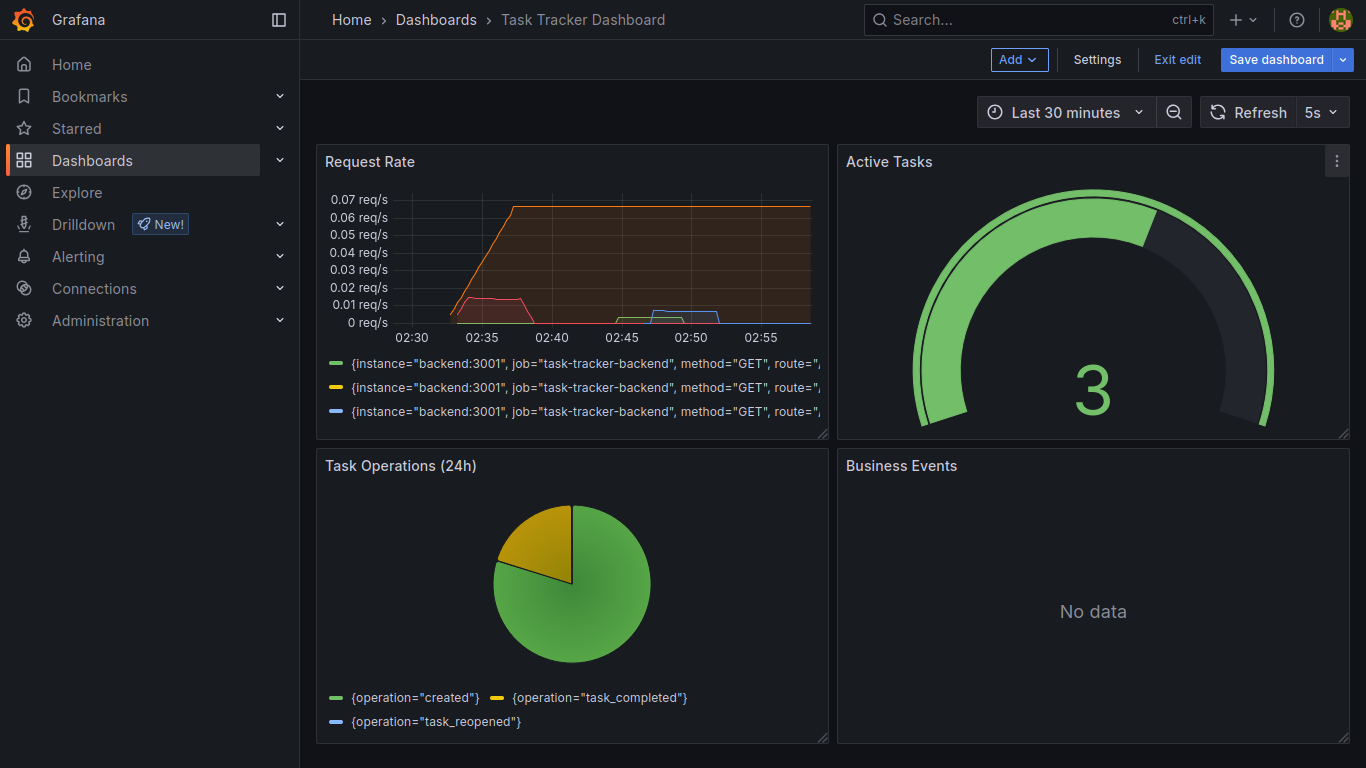 Grafana
Home
Bookmarks
Starred
Dashboards
Explore
Drilldown New!
Alerting
Connections
Administration
Home › Dashboards › Task Tracker Dashboard
Search... ctrl+k
Add Settings Exit edit Save dashboard
Last 30 minutes Refresh 5s
Request Rate
0.07 req/s
0.06 req/s
0.05 req/s
0.04 req/s
0.03 req/s
0.02 req/s
0.01 req/s
0 req/s
02:30 02:35 02:40 02:45 02:50 02:55
{instance="backend:3001", job="task-tracker-backend", method="GET", route="/
{instance="backend:3001", job="task-tracker-backend", method="GET", route="/
{instance="backend:3001", job="task-tracker-backend", method="GET", route="/
Active Tasks
3
Task Operations (24h)
{operation="created"} {operation="task_completed"}
{operation="task_reopened"}
Business Events
No data